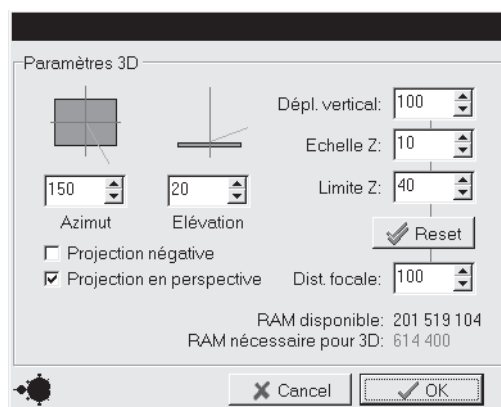 Paramètres 3D
Dépl. vertical: 100
Echelle Z: 10
Limite Z: 40
150
20
Azimut
Elévation
Reset
Projection négative
Projection en perspective
Dist. focale: 100
RAM disponible: 201 519 104
RAM nécessaire pour 3D: 614 400
Cancel
OK